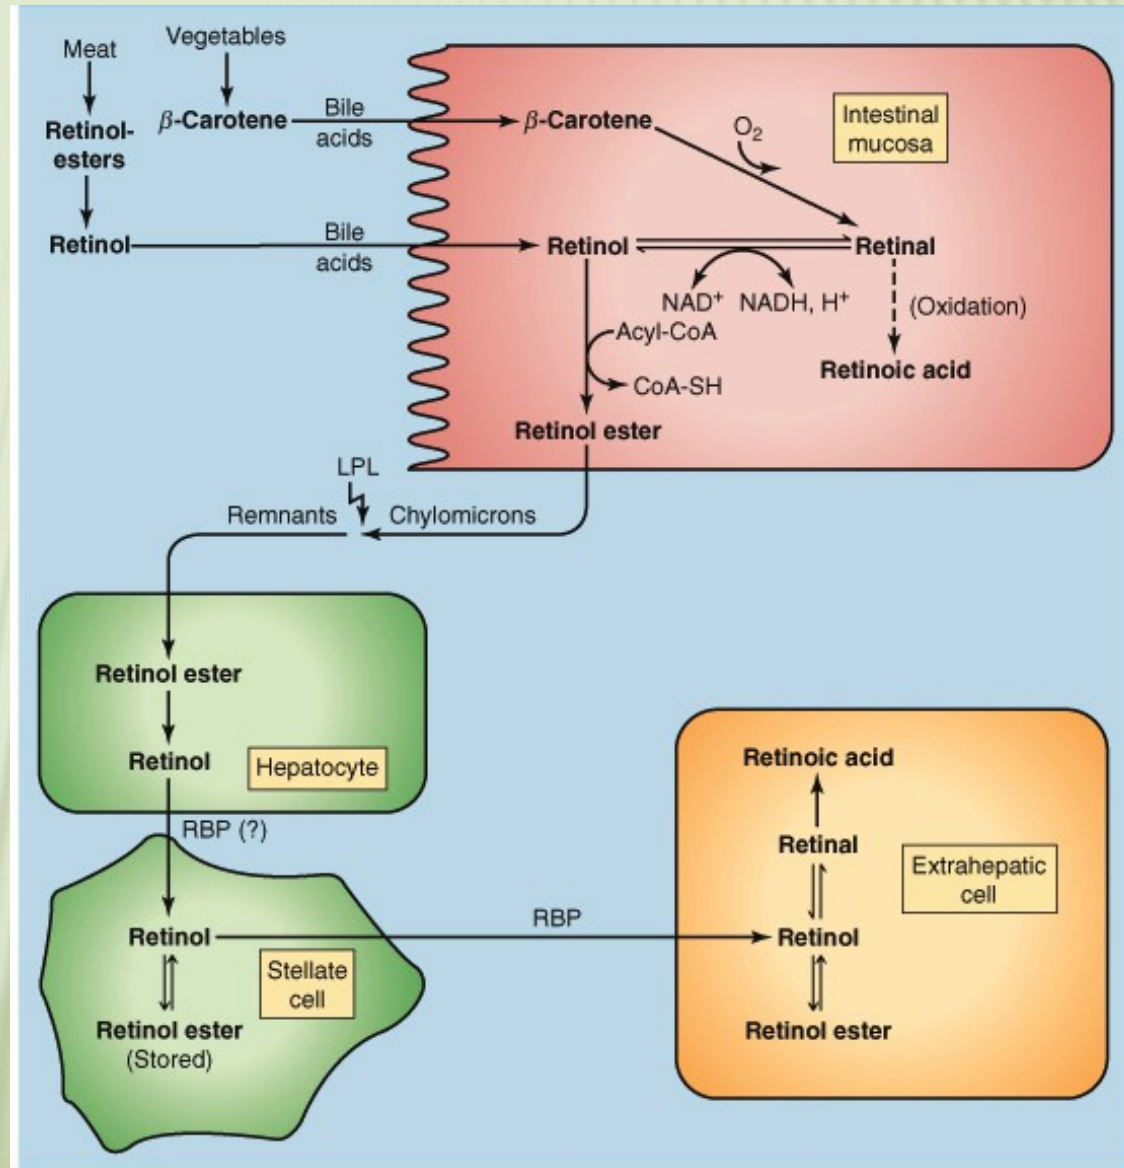 Meat
Vegetables
Retinol-
esters
β-Carotene
Bile
acids
β-Carotene
O₂
Intestinal
mucosa
Retinol
Bile
acids
Retinol
Retinal
NAD⁺
NADH, H⁺
(Oxidation)
Acyl-CoA
CoA-SH
Retinoic acid
Retinol ester
LPL
Remnants
Chylomicrons
Retinol ester
Retinol
Hepatocyte
RBP (?)
Retinol
Stellate
cell
Retinol ester
(Stored)
RBP
Retinoic acid
Retinal
Extrahepatic
cell
Retinol
Retinol ester